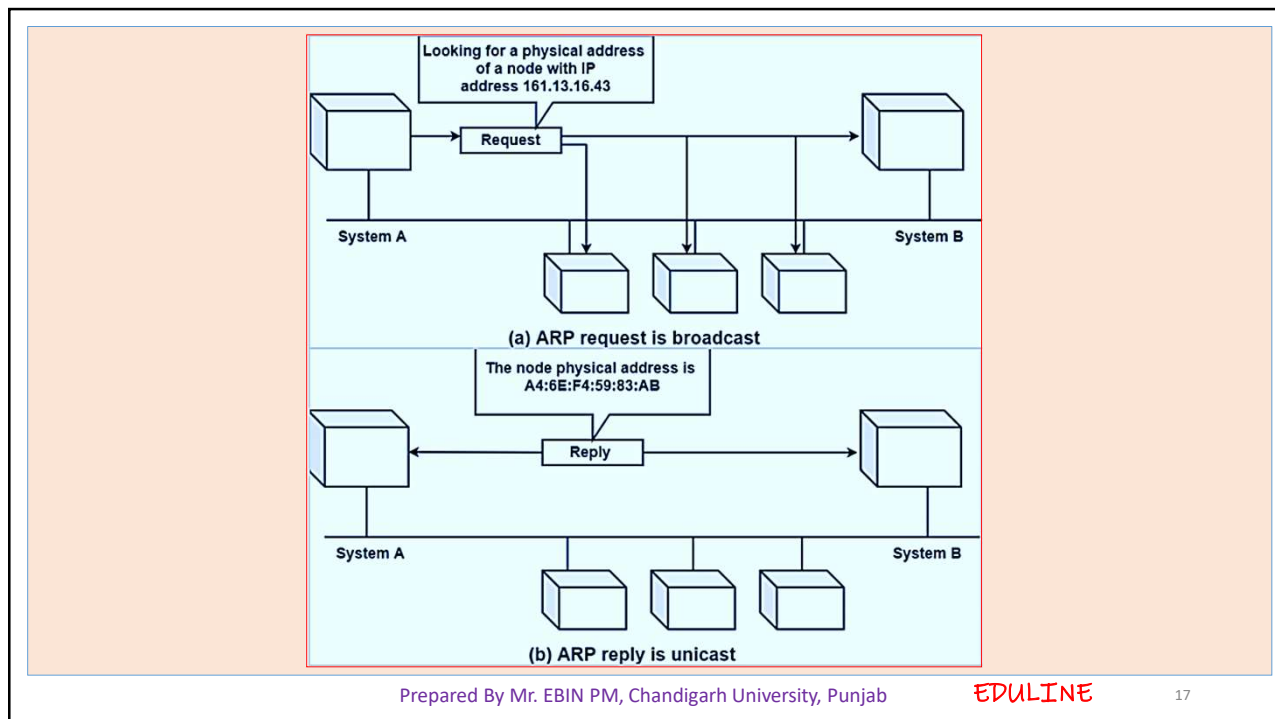 Looking for a physical address
of a node with IP
address 161.13.16.43
Request
System A
System B
(a) ARP request is broadcast
The node physical address is
A4:6E:F4:59:83:AB
Reply
System A
System B
(b) ARP reply is unicast
Prepared By Mr. EBIN PM, Chandigarh University, Punjab
EDULINE
17